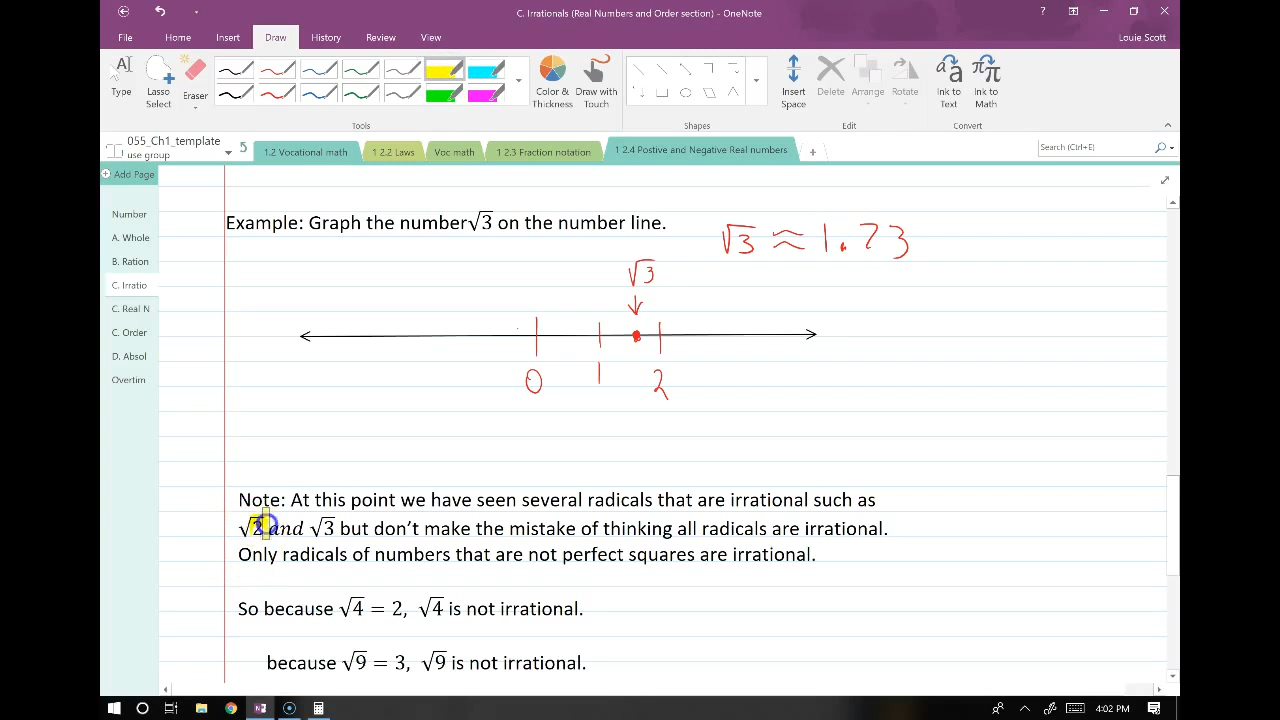 C. Irrationals (Real Numbers and Order section) - OneNote
?
File Home Insert Draw History Review View Louie Scott
Type Lasso Select Eraser Color & Thickness Draw with Touch Insert Space Delete Arrange Rotate Ink to Text Ink to Math
Tools Shapes Edit Convert
055_Ch1_template
use group
1.2 Vocational math 1 2.2 Laws Voc math 1 2.3 Fraction notation 1 2.4 Postive and Negative Real numbers + Search (Ctrl+E)
Add Page
Number
A. Whole
B. Ration
C. Irratio
C. Real N
C. Order
D. Absol
Overtim
Example: Graph the number√3 on the number line.
√3 ≈ 1.73
√3
0 1 2
Note: At this point we have seen several radicals that are irrational such as
√2 and √3 but don't make the mistake of thinking all radicals are irrational.
Only radicals of numbers that are not perfect squares are irrational.
So because √4 = 2, √4 is not irrational.
because √9 = 3, √9 is not irrational.
4:02 PM